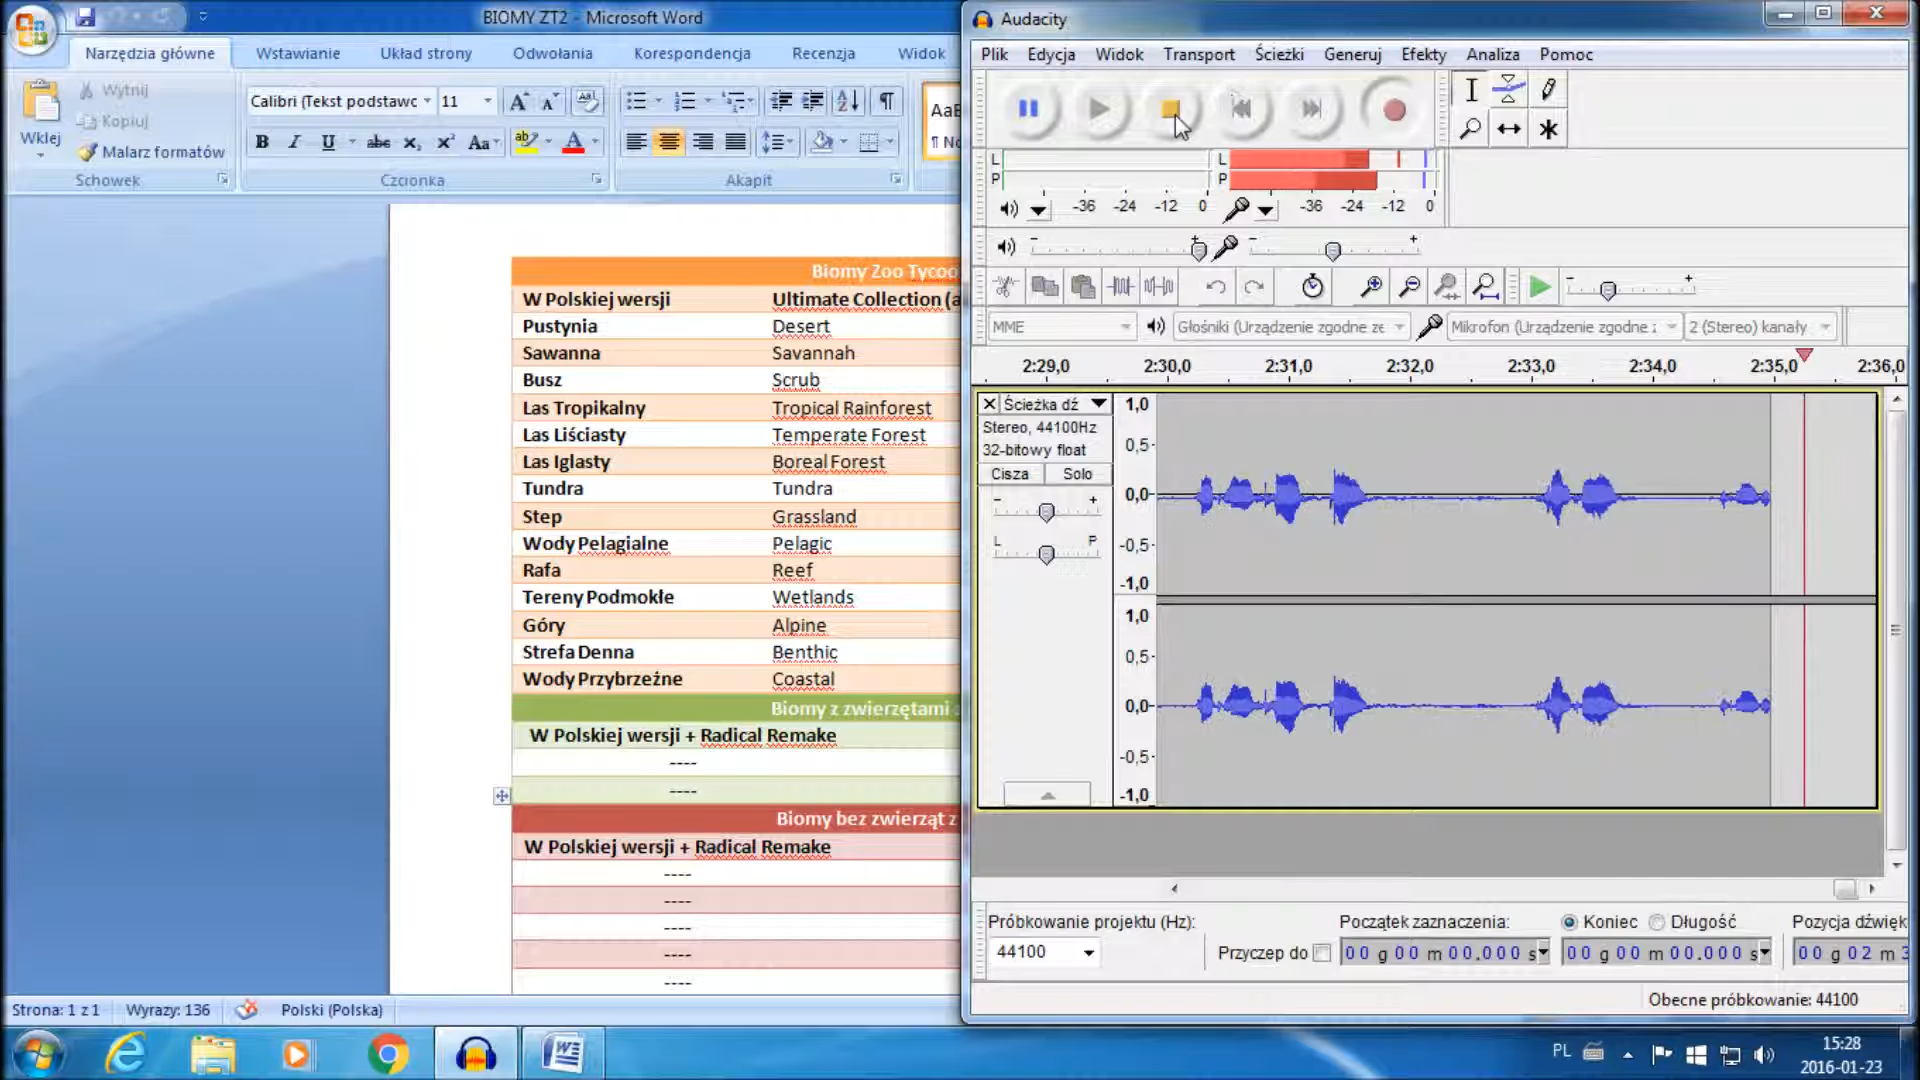 BIOMY ZT2 - Microsoft Word
Narzędzia główne
Wstawianie
Układ strony
Odwołania
Korespondencja
Recenzja
Widok
Wklej
Wytnij
Kopiuj
Malarz formatów
Schowek
Calibri (Tekst podstawowc
11
Czcionka
Akapit
Biomy Zoo Tycoo
W Polskiej wersji
Ultimate Collection (a
Pustynia
Desert
Sawanna
Savannah
Busz
Scrub
Las Tropikalny
Tropical Rainforest
Las Liściasty
Temperate Forest
Las Iglasty
Boreal Forest
Tundra
Tundra
Step
Grassland
Wody Pelagialne
Pelagic
Rafa
Reef
Tereny Podmokłe
Wetlands
Góry
Alpine
Strefa Denna
Benthic
Wody Przybrzeżne
Coastal
Biomy z zwierzętami
W Polskiej wersji + Radical Remake
----
----
Biomy bez zwierząt z
W Polskiej wersji + Radical Remake
----
----
----
----
----
Strona: 1 z 1
Wyrazy: 136
Polski (Polska)
Audacity
Plik
Edycja
Widok
Transport
Ścieżki
Generuj
Efekty
Analiza
Pomoc
L
P
-36 -24 -12 0
L
P
-36 -24 -12 0
MME
Głośniki (Urządzenie zgodne ze
Mikrofon (Urządzenie zgodne z
2 (Stereo) kanały
2:29,0 2:30,0 2:31,0 2:32,0 2:33,0 2:34,0 2:35,0 2:36,0
Ścieżka dź
Stereo, 44100Hz
32-bitowy float
Cisza
Solo
L P
1,0
0,5
0,0
-0,5
-1,0
1,0
0,5
0,0
-0,5
-1,0
Próbkowanie projektu (Hz):
44100
Przyczep do
Początek zaznaczenia:
00 g 00 m 00.000 s
Koniec
Długość
00 g 00 m 00.000 s
Pozycja dźwięk
00 g 02 m 3
Obecne próbkowanie: 44100
PL
15:28
2016-01-23